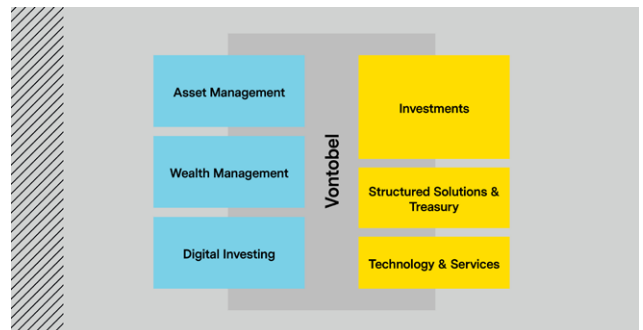 Asset Management
Wealth Management
Digital Investing
Vontobel
Investments
Structured Solutions &
Treasury
Technology & Services